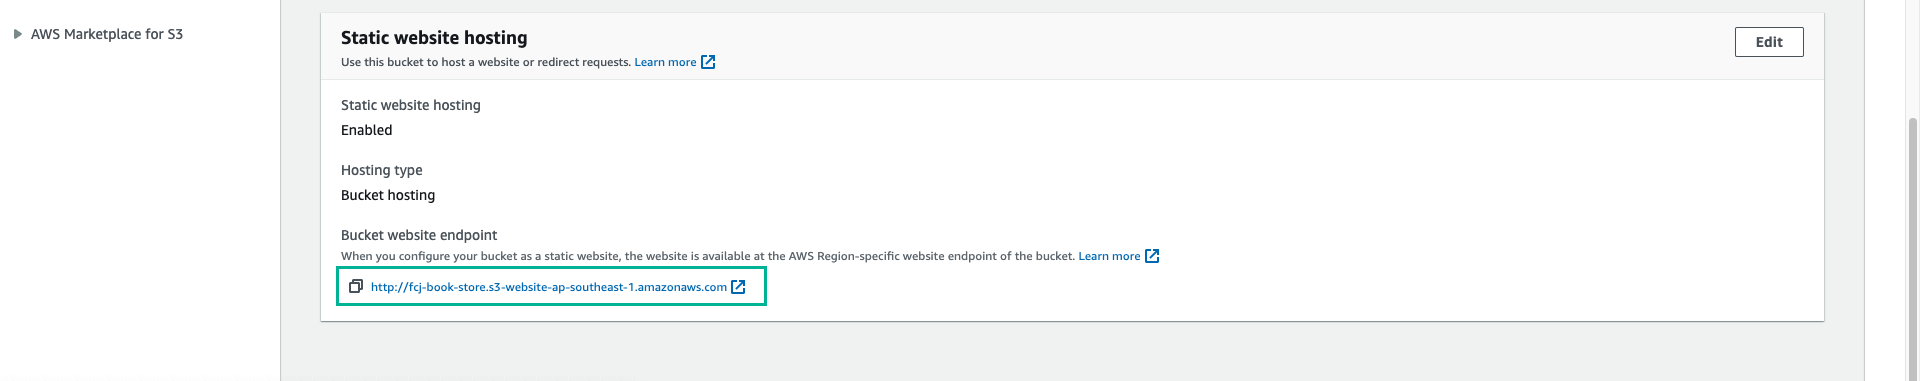 AWS Marketplace for S3
Static website hosting
Edit
Use this bucket to host a website or redirect requests. Learn more
Static website hosting
Enabled
Hosting type
Bucket hosting
Bucket website endpoint
When you configure your bucket as a static website, the website is available at the AWS Region-specific website endpoint of the bucket. Learn more
http://fcj-book-store.s3-website-ap-southeast-1.amazonaws.com